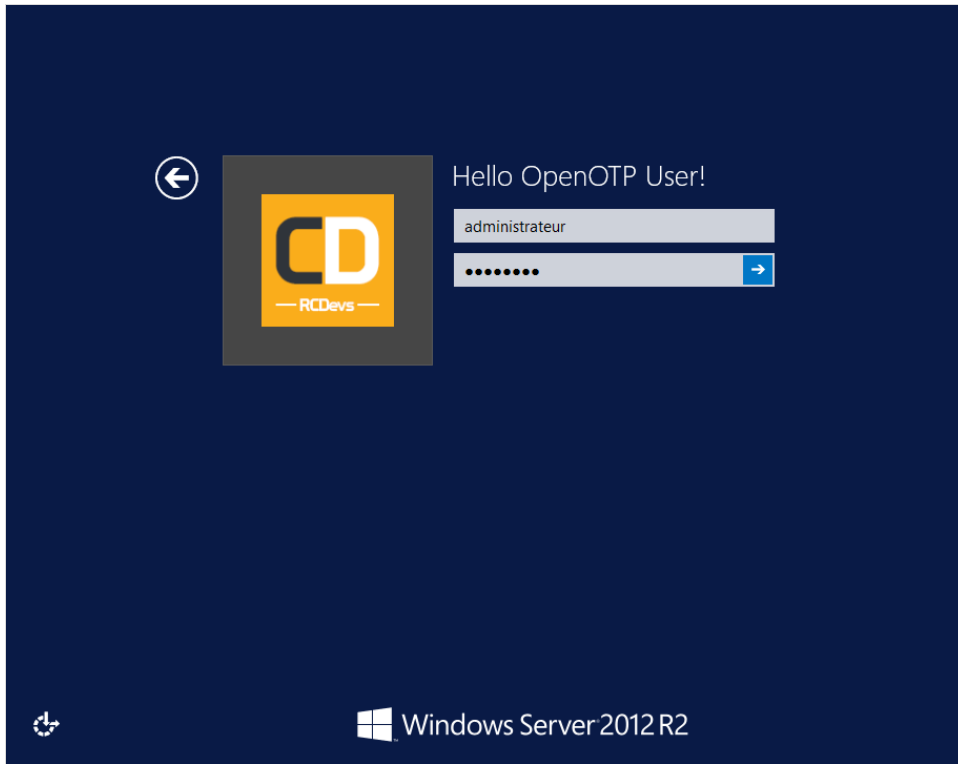 Hello OpenOTP User!
administrateur
CD
RCDevs
Windows Server 2012 R2